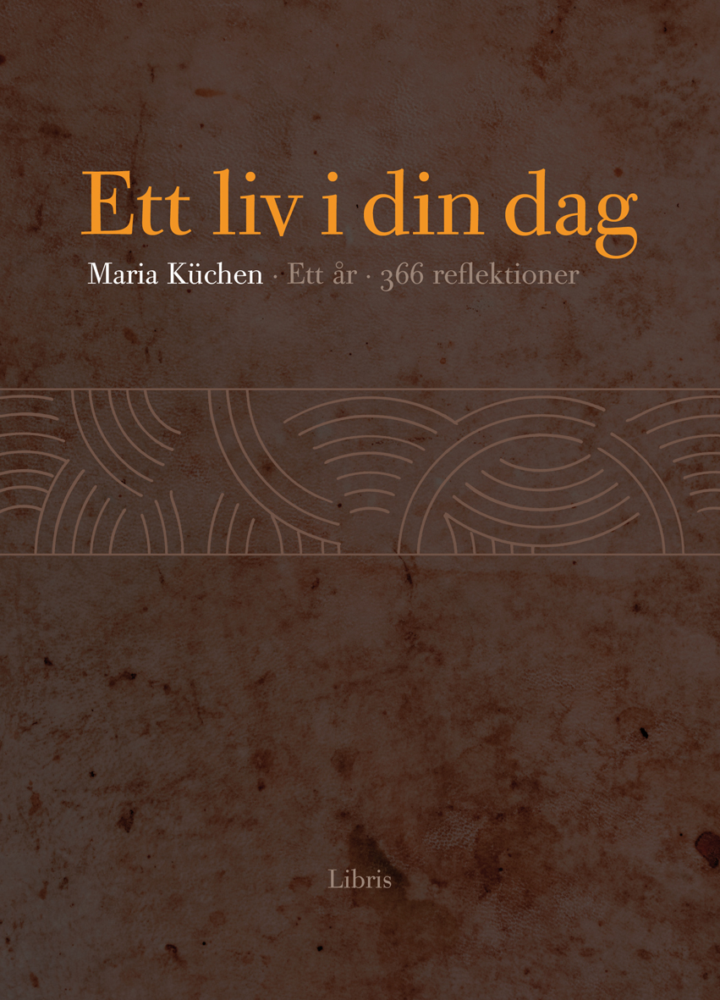 Ett liv i din dag
Maria Küchen · Ett år · 366 reflektioner
Libris